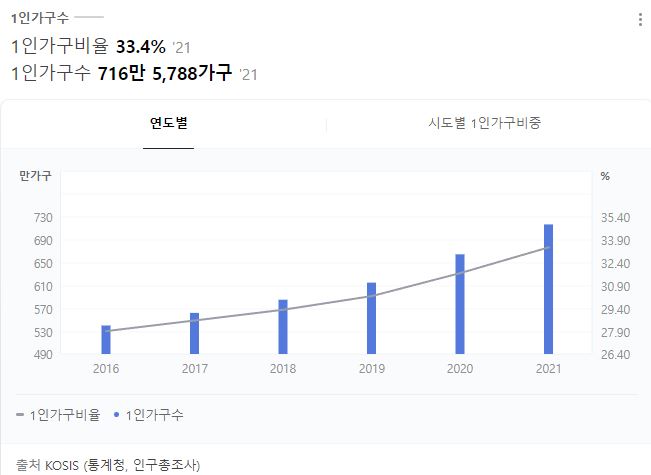 1인가구수
1인가구비율 33.4% '21
1인가구수 716만 5,788가구 '21
연도별
시도별 1인가구비중
만가구 %
730 35.40
690 33.90
650 32.40
610 30.90
570 29.40
530 27.90
490 26.40
2016 2017 2018 2019 2020 2021
1인가구비율 1인가구수
출처 KOSIS (통계청, 인구총조사)